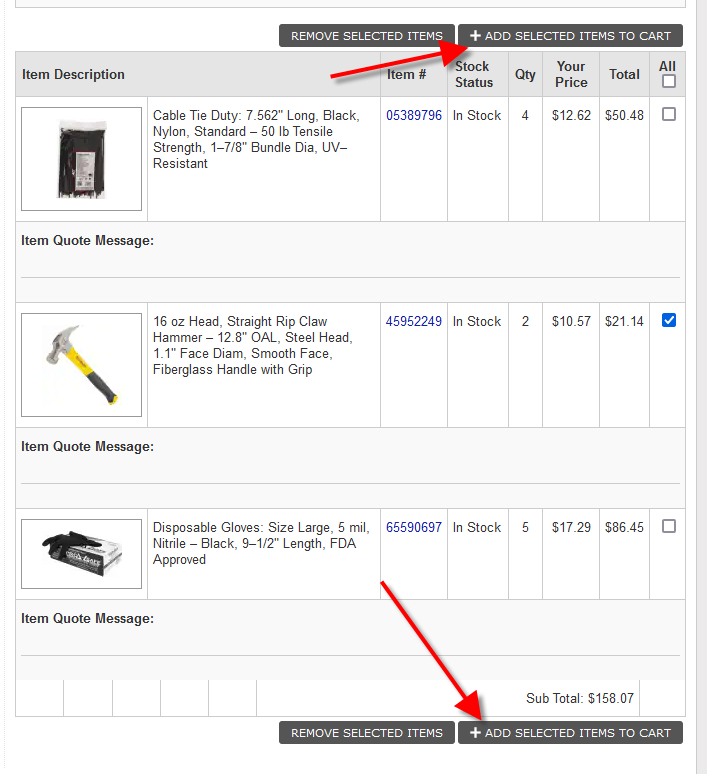 REMOVE SELECTED ITEMS + ADD SELECTED ITEMS TO CART
Item Description Item # Stock Status Qty Your Price Total All
Cable Tie Duty: 7.562" Long, Black,
Nylon, Standard – 50 lb Tensile
Strength, 1–7/8" Bundle Dia, UV–
Resistant
05389796 In Stock 4 $12.62 $50.48
Item Quote Message:
16 oz Head, Straight Rip Claw
Hammer – 12.8" OAL, Steel Head,
1.1" Face Diam, Smooth Face,
Fiberglass Handle with Grip
45952249 In Stock 2 $10.57 $21.14
Item Quote Message:
Disposable Gloves: Size Large, 5 mil,
Nitrile – Black, 9–1/2" Length, FDA
Approved
65590697 In Stock 5 $17.29 $86.45
Item Quote Message:
Sub Total: $158.07
REMOVE SELECTED ITEMS + ADD SELECTED ITEMS TO CART